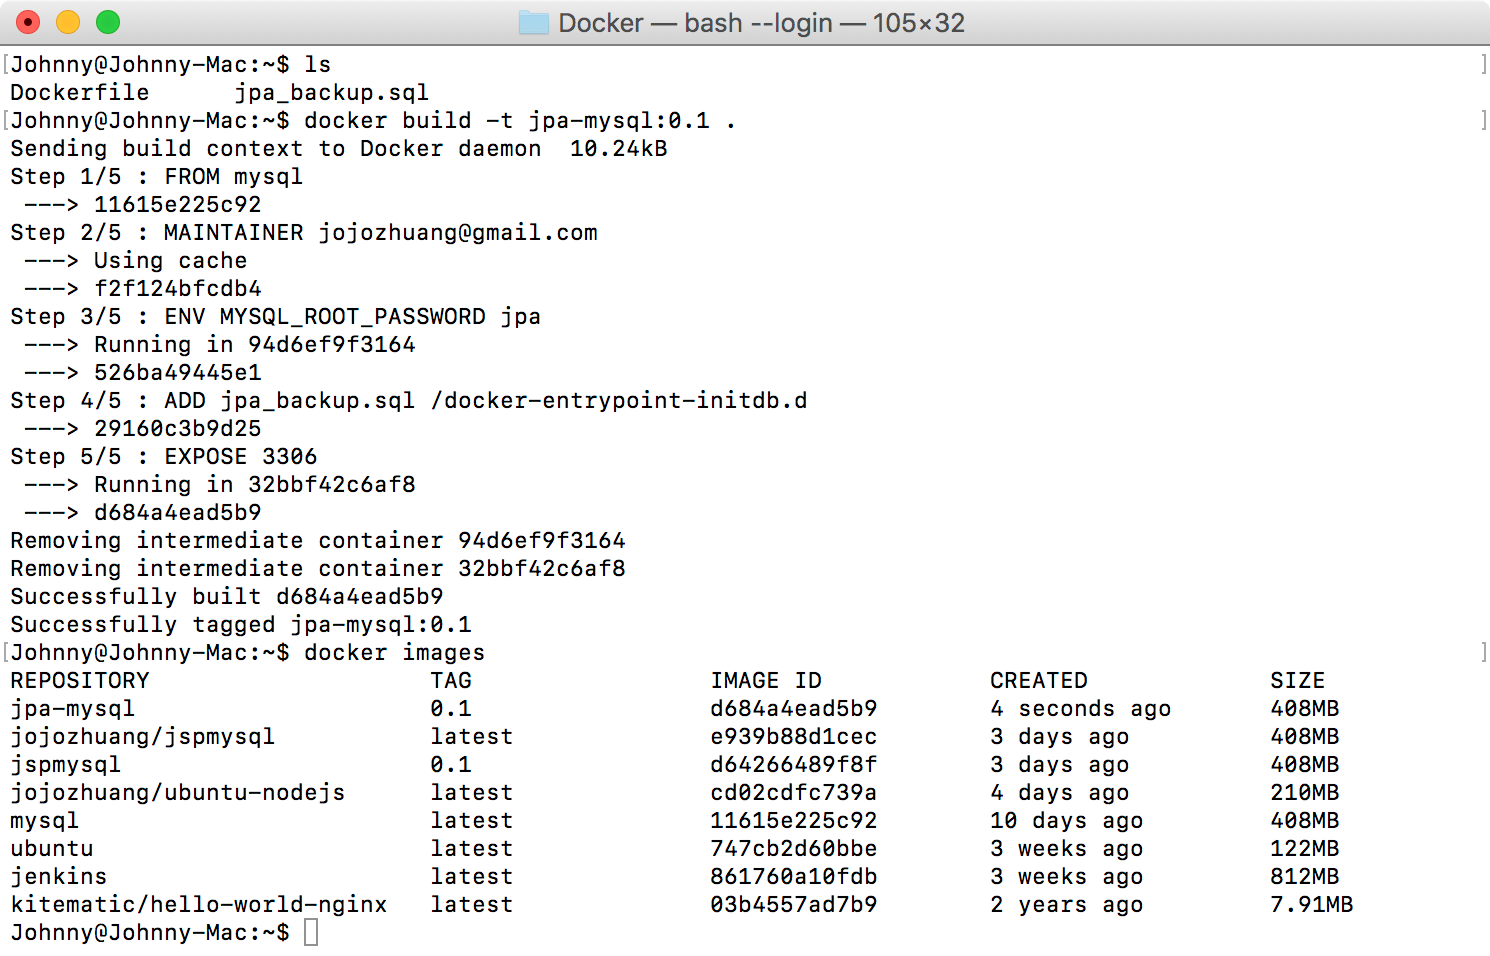 Docker — bash --login — 105×32
[Johnny@Johnny-Mac:~$ ls ]
Dockerfile      jpa_backup.sql
[Johnny@Johnny-Mac:~$ docker build -t jpa-mysql:0.1 . ]
Sending build context to Docker daemon  10.24kB
Step 1/5 : FROM mysql
 ---> 11615e225c92
Step 2/5 : MAINTAINER jojozhuang@gmail.com
 ---> Using cache
 ---> f2f124bfcdb4
Step 3/5 : ENV MYSQL_ROOT_PASSWORD jpa
 ---> Running in 94d6ef9f3164
 ---> 526ba49445e1
Step 4/5 : ADD jpa_backup.sql /docker-entrypoint-initdb.d
 ---> 29160c3b9d25
Step 5/5 : EXPOSE 3306
 ---> Running in 32bbf42c6af8
 ---> d684a4ead5b9
Removing intermediate container 94d6ef9f3164
Removing intermediate container 32bbf42c6af8
Successfully built d684a4ead5b9
Successfully tagged jpa-mysql:0.1
[Johnny@Johnny-Mac:~$ docker images ]
REPOSITORY                    TAG                 IMAGE ID            CREATED             SIZE
jpa-mysql                     0.1                 d684a4ead5b9        4 seconds ago       408MB
jojozhuang/jspmysql           latest              e939b88d1cec        3 days ago          408MB
jspmysql                      0.1                 d64266489f8f        3 days ago          408MB
jojozhuang/ubuntu-nodejs      latest              cd02cdfc739a        4 days ago          210MB
mysql                         latest              11615e225c92        10 days ago         408MB
ubuntu                        latest              747cb2d60bbe        3 weeks ago         122MB
jenkins                       latest              861760a10fdb        3 weeks ago         812MB
kitematic/hello-world-nginx   latest              03b4557ad7b9        2 years ago         7.91MB
Johnny@Johnny-Mac:~$